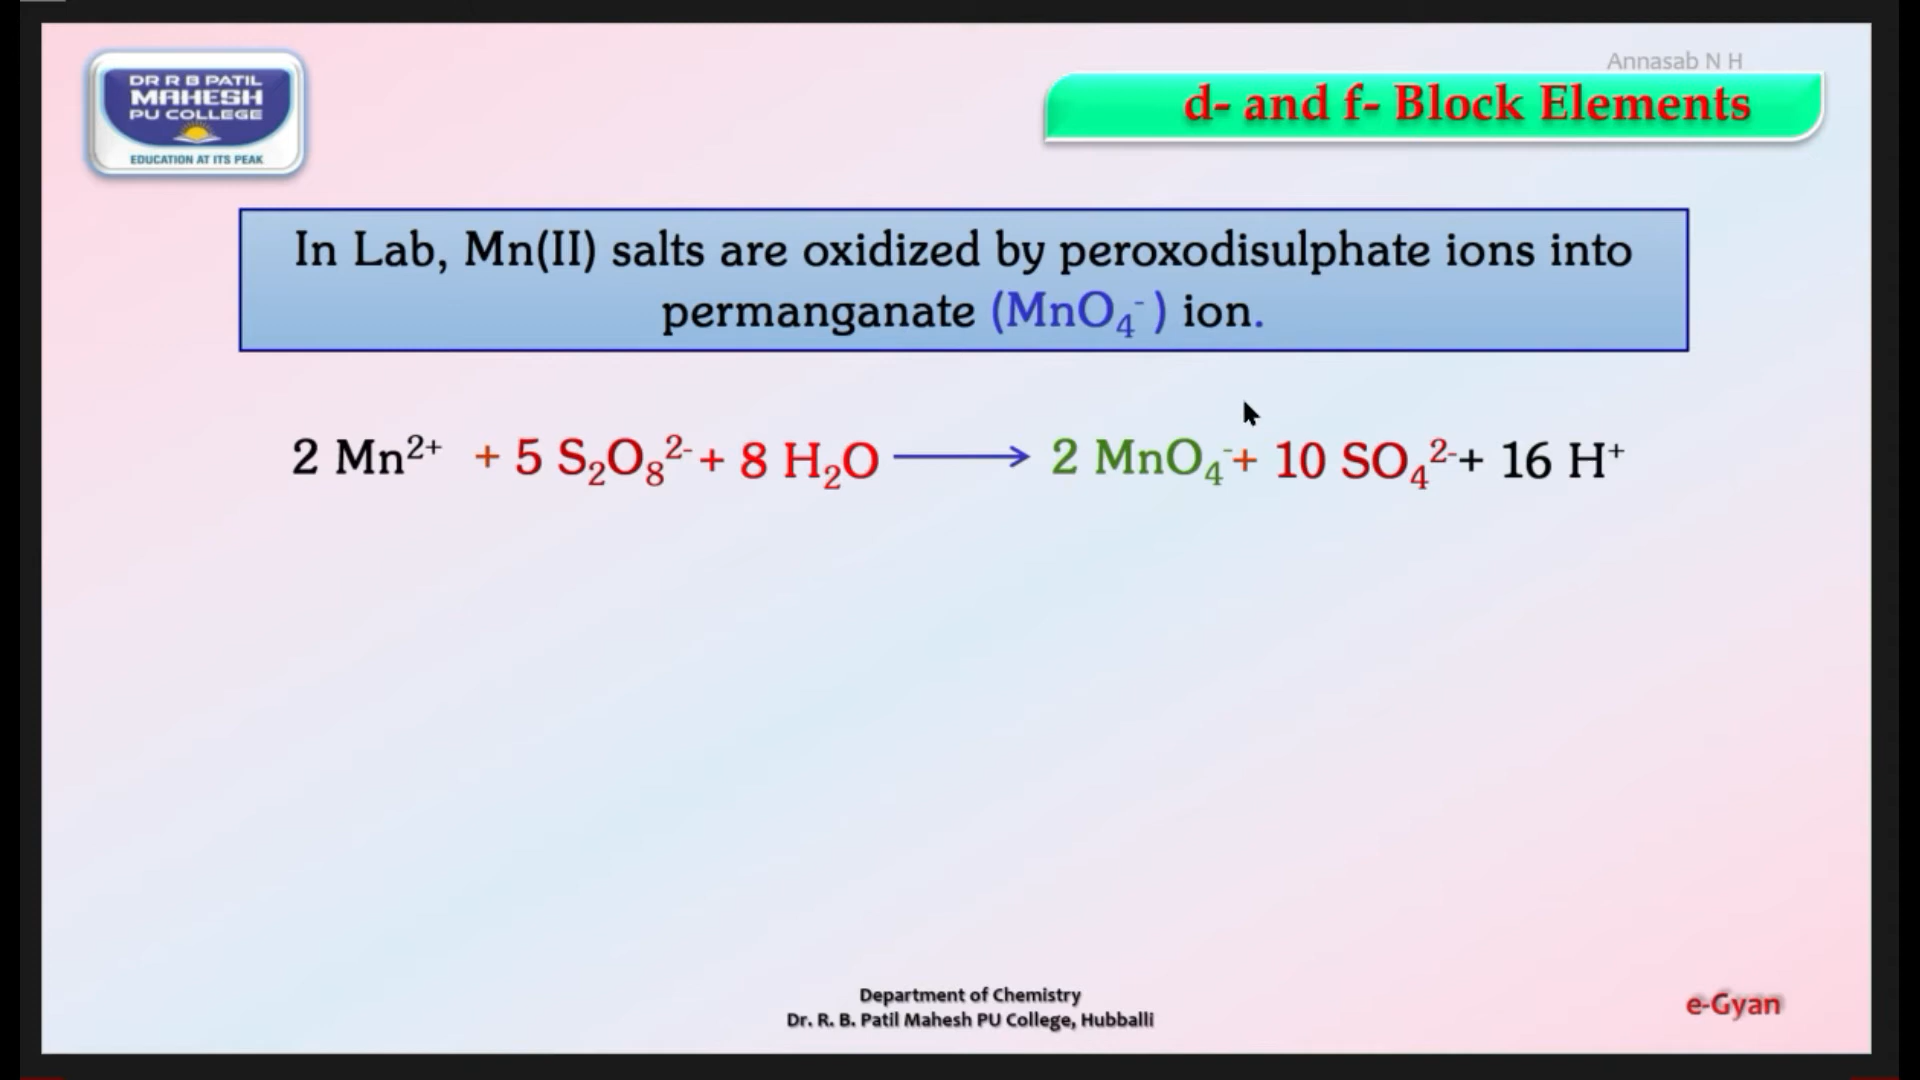 Annasab N H
DR R B PATIL
MAHESH
PU COLLEGE
EDUCATION AT ITS PEAK
d- and f- Block Elements
In Lab, Mn(II) salts are oxidized by peroxodisulphate ions into
permanganate (MnO₄⁻ ) ion.
2 Mn²⁺ + 5 S₂O₈²⁻ + 8 H₂O ⟶ 2 MnO₄⁻ + 10 SO₄²⁻ + 16 H⁺
Department of Chemistry
Dr. R. B. Patil Mahesh PU College, Hubballi
e-Gyan